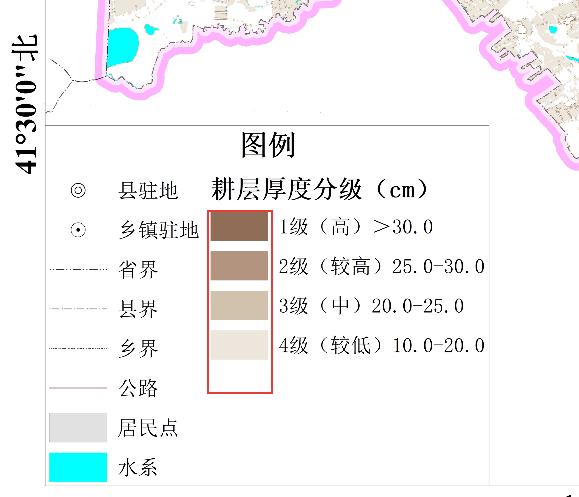 41°30'0"北
图例
县驻地
耕层厚度分级（cm）
乡镇驻地
1级（高）＞30.0
省界
2级（较高）25.0-30.0
县界
3级（中）20.0-25.0
乡界
4级（较低）10.0-20.0
公路
居民点
水系